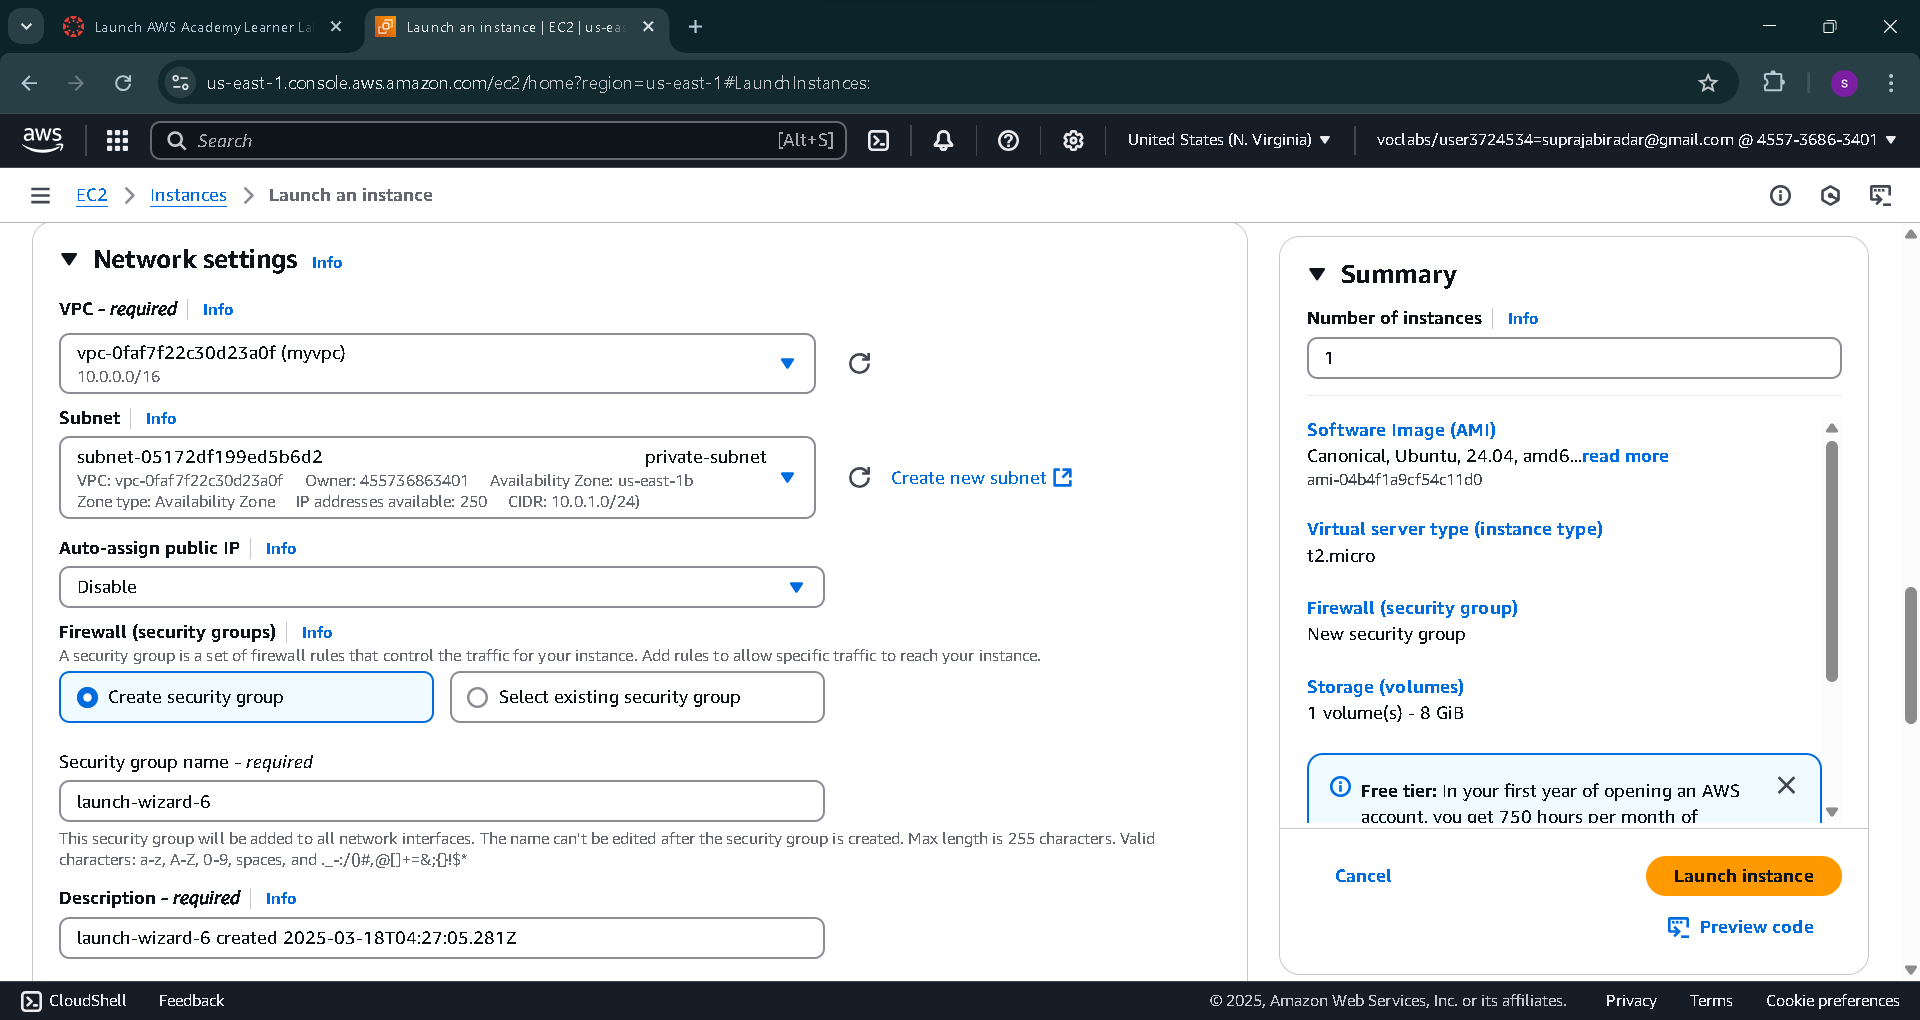 Launch AWS Academy Learner La
Launch an instance | EC2 | us-eas
us-east-1.console.aws.amazon.com/ec2/home?region=us-east-1#LaunchInstances:
S
aws
Search
[Alt+S]
United States (N. Virginia)
voclabs/user3724534=suprajabiradar@gmail.com @ 4557-3686-3401
EC2
Instances
Launch an instance
Network settings Info
VPC - required Info
vpc-0faf7f22c30d23a0f (myvpc)
10.0.0.0/16
Subnet Info
subnet-05172df199ed5b6d2 private-subnet
VPC: vpc-0faf7f22c30d23a0f Owner: 455736863401 Availability Zone: us-east-1b
Zone type: Availability Zone IP addresses available: 250 CIDR: 10.0.1.0/24)
Create new subnet
Auto-assign public IP Info
Disable
Firewall (security groups) Info
A security group is a set of firewall rules that control the traffic for your instance. Add rules to allow specific traffic to reach your instance.
Create security group
Select existing security group
Security group name - required
launch-wizard-6
This security group will be added to all network interfaces. The name can't be edited after the security group is created. Max length is 255 characters. Valid
characters: a-z, A-Z, 0-9, spaces, and ._-:/()#,@[]+=&;{}!$*
Description - required Info
launch-wizard-6 created 2025-03-18T04:27:05.281Z
Summary
Number of instances Info
1
Software Image (AMI)
Canonical, Ubuntu, 24.04, amd6...read more
ami-04b4f1a9cf54c11d0
Virtual server type (instance type)
t2.micro
Firewall (security group)
New security group
Storage (volumes)
1 volume(s) - 8 GiB
Free tier: In your first year of opening an AWS
account, you get 750 hours per month of
Cancel
Launch instance
Preview code
CloudShell
Feedback
© 2025, Amazon Web Services, Inc. or its affiliates.
Privacy
Terms
Cookie preferences